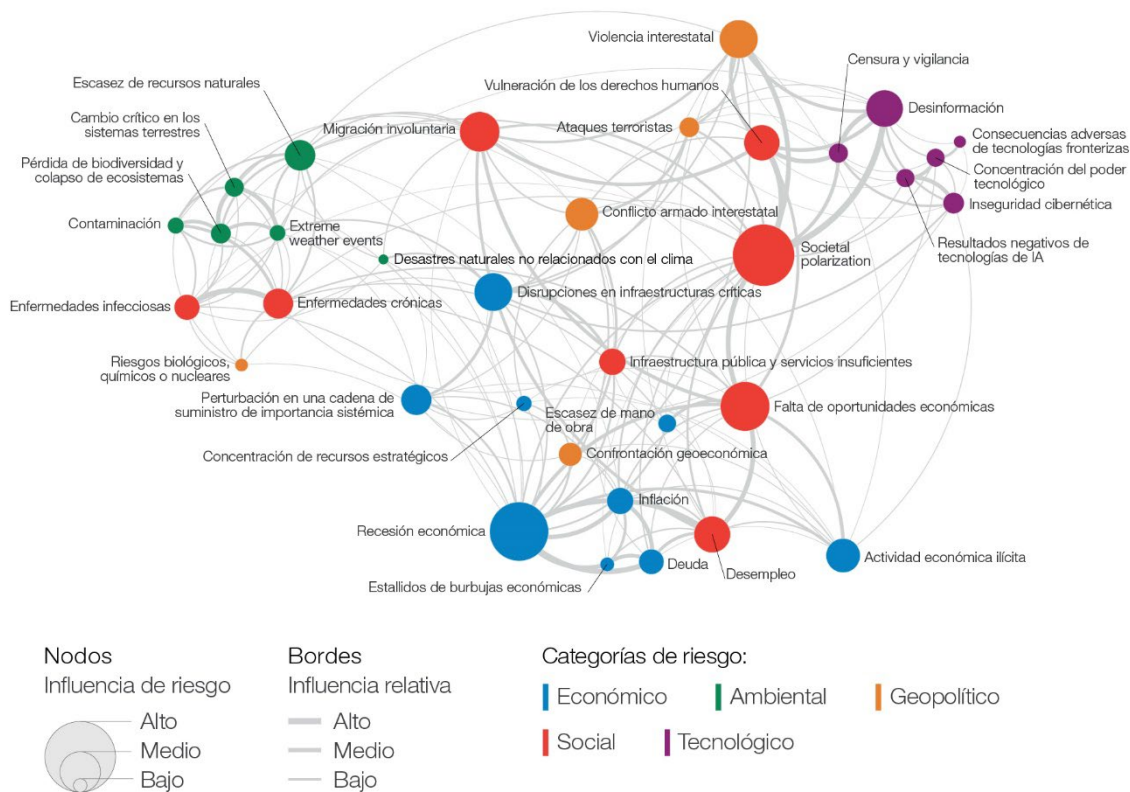 Violencia interestatal
Censura y vigilancia
Escasez de recursos naturales
Vulneración de los derechos humanos
Desinformación
Cambio crítico en los
sistemas terrestres
Migración involuntaria
Ataques terroristas
Consecuencias adversas
de tecnologías fronterizas
Pérdida de biodiversidad y
colapso de ecosistemas
Concentración del poder
tecnológico
Inseguridad cibernética
Contaminación
Extreme
weather events
Conflicto armado interestatal
Societal
polarization
Resultados negativos de
tecnologías de IA
Desastres naturales no relacionados con el clima
Enfermedades infecciosas
Enfermedades crónicas
Disrupciones en infraestructuras críticas
Riesgos biológicos,
químicos o nucleares
Infraestructura pública y servicios insuficientes
Perturbación en una cadena de
suministro de importancia sistémica
Escasez de mano
de obra
Falta de oportunidades económicas
Concentración de recursos estratégicos
Confrontación geoeconómica
Inflación
Recesión económica
Actividad económica ilícita
Deuda
Desempleo
Estallidos de burbujas económicas
Nodos
Influencia de riesgo
Alto
Medio
Bajo
Bordes
Influencia relativa
Alto
Medio
Bajo
Categorías de riesgo:
Económico
Ambiental
Geopolítico
Social
Tecnológico